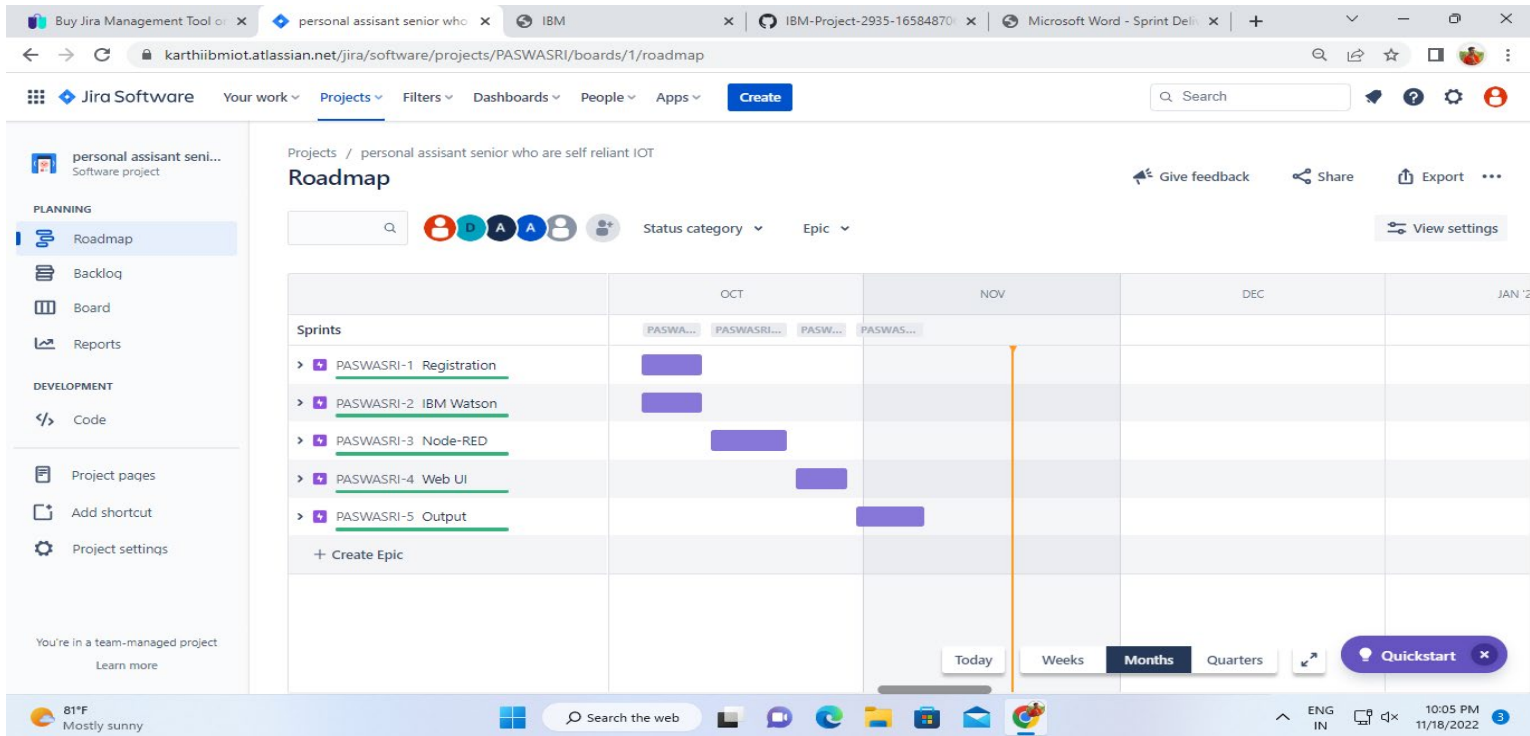 Buy Jira Management Tool or
personal assisant senior who
IBM
IBM-Project-2935-16584870
Microsoft Word - Sprint Deli
karthiibmiot.atlassian.net/jira/software/projects/PASWASRI/boards/1/roadmap
Jira Software Your work Projects Filters Dashboards People Apps Create Search
personal assisant seni...
Software project
PLANNING
Roadmap
Backlog
Board
Reports
DEVELOPMENT
Code
Project pages
Add shortcut
Project settings
You're in a team-managed project
Learn more
Projects / personal assisant senior who are self reliant IOT
Roadmap
Give feedback Share Export
D A A Status category Epic View settings
OCT NOV DEC JAN '2
Sprints PASWA... PASWASRI... PASW... PASWAS...
PASWASRI-1 Registration
PASWASRI-2 IBM Watson
PASWASRI-3 Node-RED
PASWASRI-4 Web UI
PASWASRI-5 Output
+ Create Epic
Today Weeks Months Quarters Quickstart
81°F
Mostly sunny
Search the web
ENG
IN
10:05 PM
11/18/2022
3